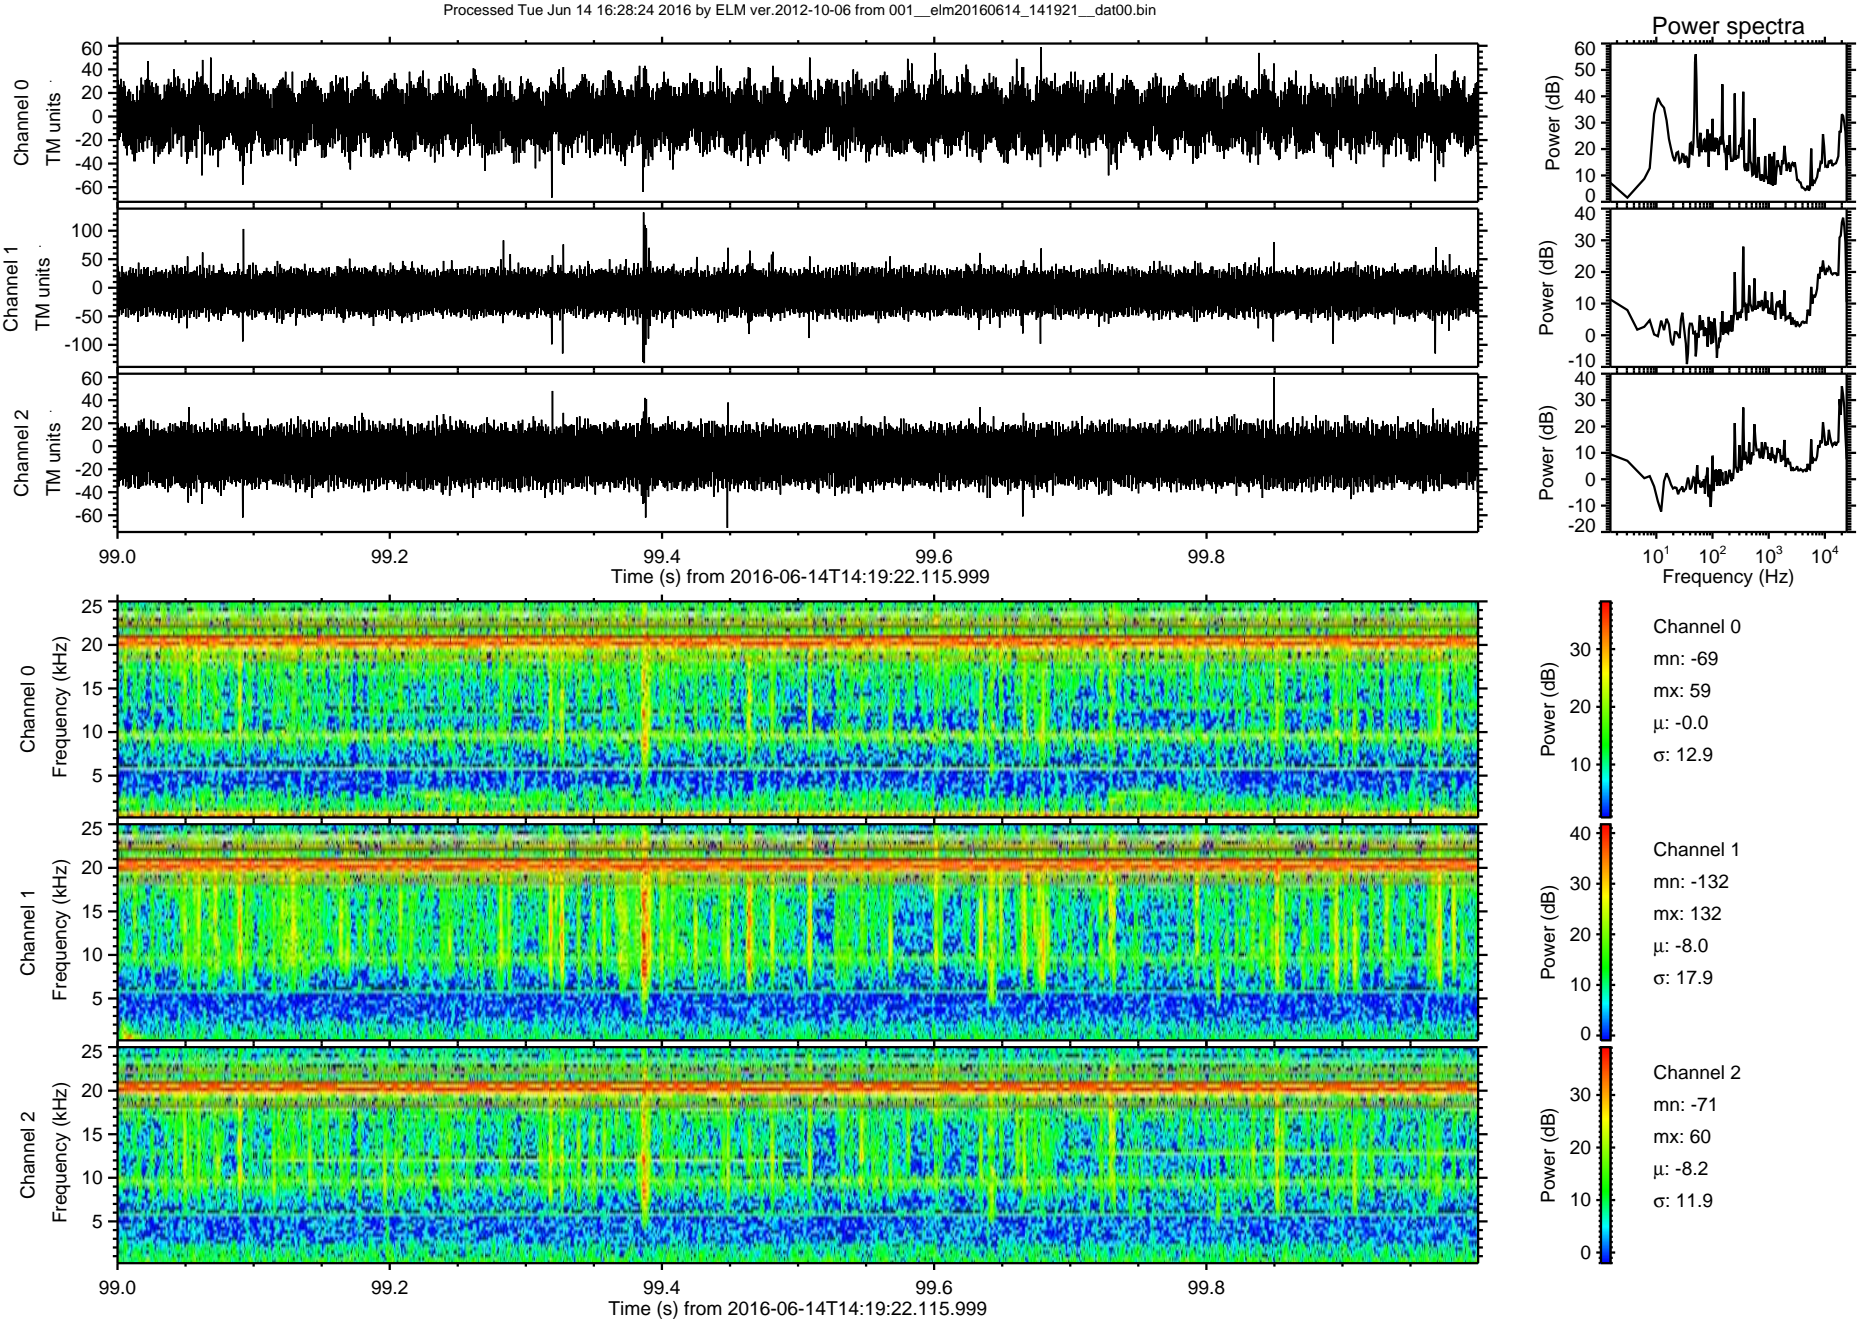 Processed Tue Jun 14 16:28:24 2016 by ELM ver.2012-10-06 from 001__elm20160614_141921__dat00.bin
Power spectra
Channel 0
TM units
60
40
20
0
-20
-40
-60
Power (dB)
60
50
40
30
20
10
0
Channel 1
TM units
100
50
0
-50
-100
Power (dB)
40
30
20
10
0
-10
Channel 2
TM units
60
40
20
0
-20
-40
-60
Power (dB)
40
30
20
10
0
-10
-20
99.0 99.2 99.4 99.6 99.8
Time (s) from 2016-06-14T14:19:22.115.999
10¹ 10² 10³ 10⁴
Frequency (Hz)
Channel 0
Frequency (kHz)
25
20
15
10
5
Power (dB)
30
20
10
Channel 0
mn: -69
mx: 59
μ: -0.0
σ: 12.9
Channel 1
Frequency (kHz)
25
20
15
10
5
Power (dB)
40
30
20
10
0
Channel 1
mn: -132
mx: 132
μ: -8.0
σ: 17.9
Channel 2
Frequency (kHz)
25
20
15
10
5
Power (dB)
30
20
10
0
Channel 2
mn: -71
mx: 60
μ: -8.2
σ: 11.9
99.0 99.2 99.4 99.6 99.8
Time (s) from 2016-06-14T14:19:22.115.999